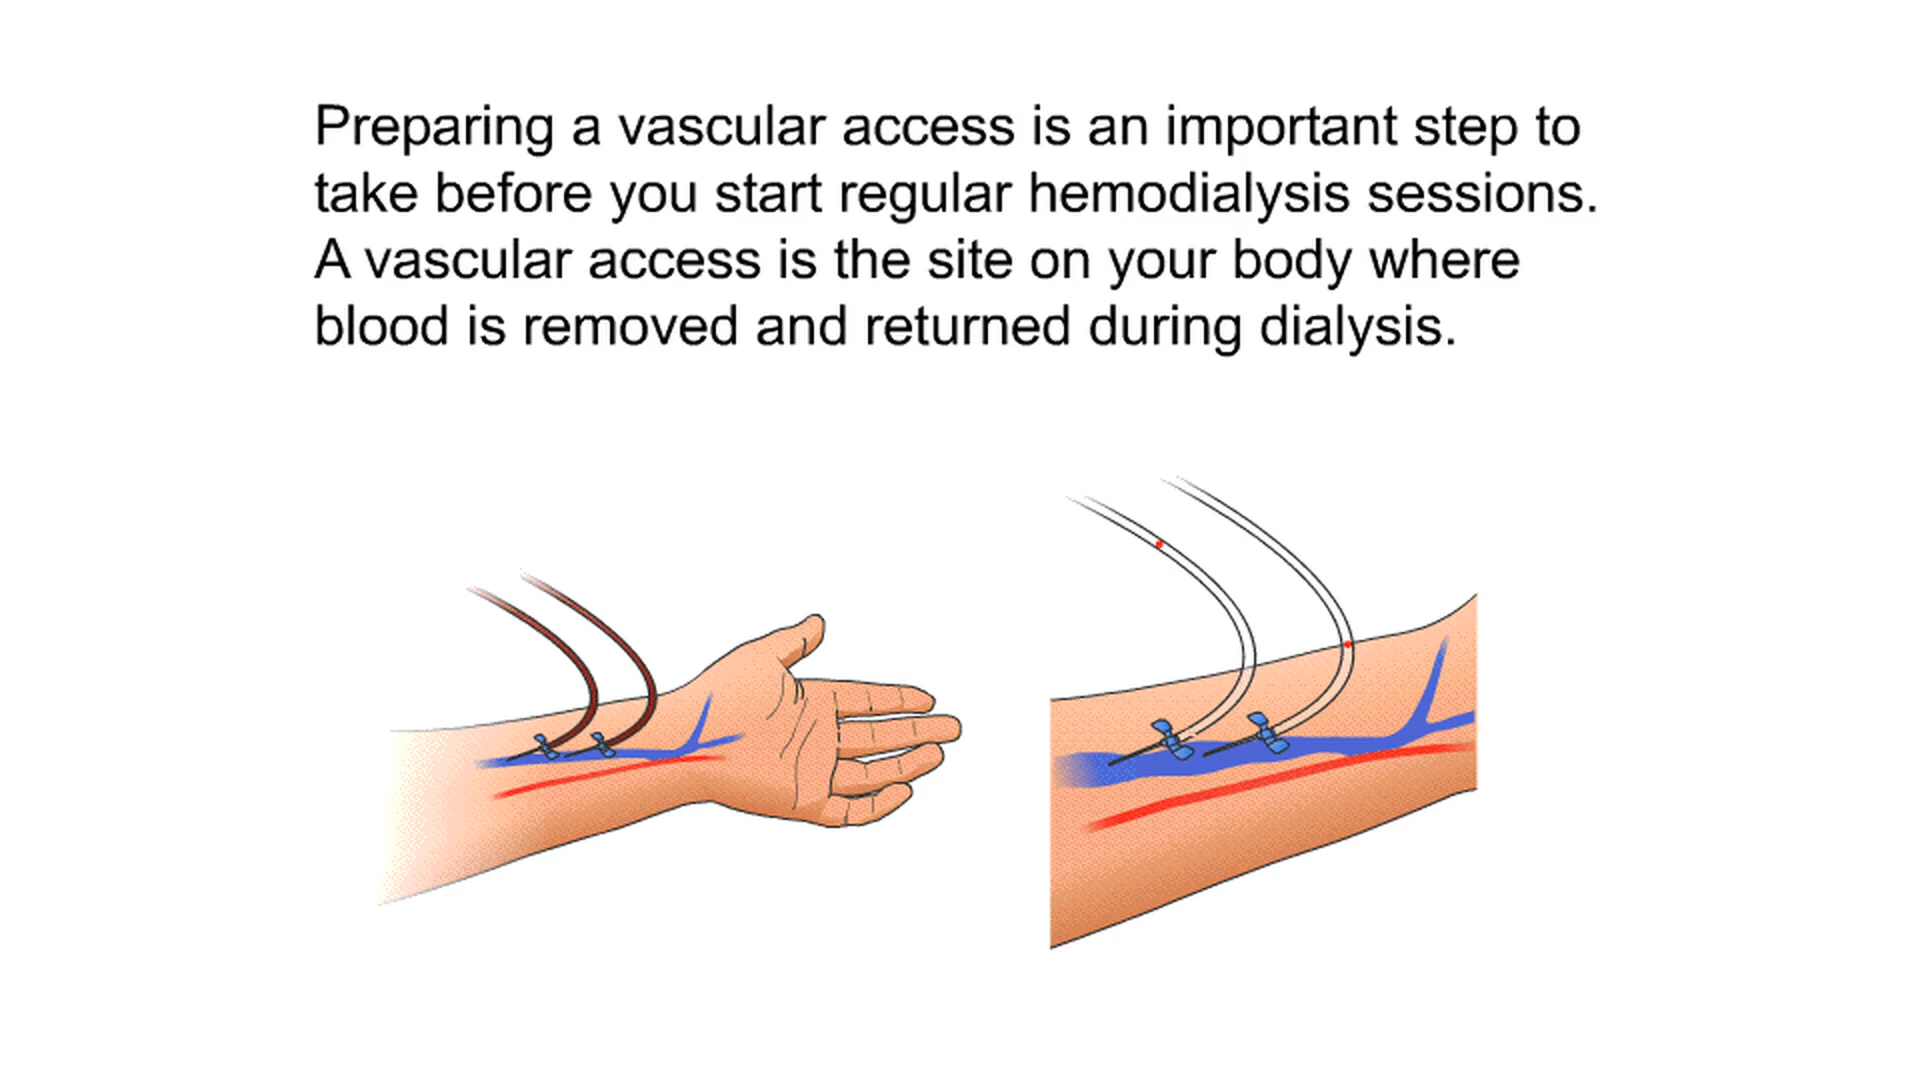 Preparing a vascular access is an important step to
take before you start regular hemodialysis sessions.
A vascular access is the site on your body where
blood is removed and returned during dialysis.